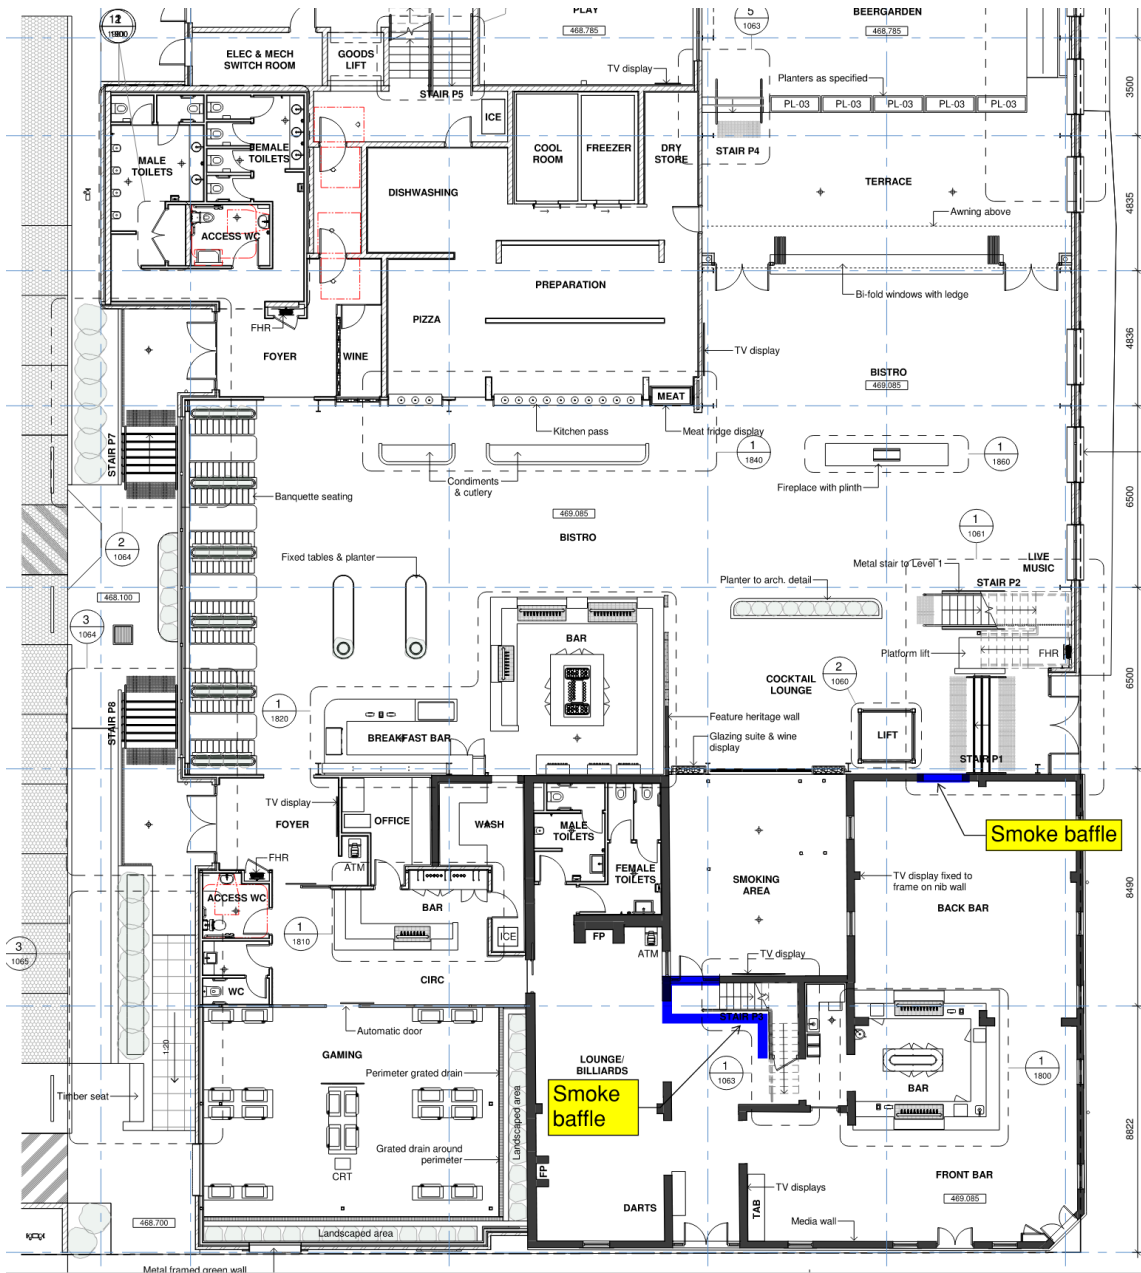 PLAY
468.785
5
1063
BEERGARDEN
468.785
ELEC & MECH
SWITCH ROOM
GOODS
LIFT
TV display
STAIR P5
ICE
Planters as specified
PL-03
PL-03
PL-03
PL-03
PL-03
3500
STAIR P4
MALE
TOILETS
FEMALE
TOILETS
COOL
ROOM
FREEZER
DRY
STORE
DISHWASHING
TERRACE
4835
Awning above
ACCESS WC
PREPARATION
Bi-fold windows with ledge
PIZZA
FHR
FOYER
WINE
TV display
BISTRO
469.085
4836
MEAT
Kitchen pass
Meat fridge display
1
1840
1
1860
STAIR P7
Condiments
& cutlery
Fireplace with plinth
Banquette seating
469.085
BISTRO
6500
1
1061
2
1064
Fixed tables & planter
LIVE
MUSIC
Metal stair to Level 1
STAIR P2
Planter to arch. detail
468.100
3
1064
BAR
Platform lift
FHR
2
1060
COCKTAIL
LOUNGE
6500
1
1820
STAIR P8
Feature heritage wall
BREAKFAST BAR
Glazing suite & wine
display
LIFT
STAIR P1
TV display
FOYER
OFFICE
WASH
MALE
TOILETS
Smoke baffle
FHR
ATM
FEMALE
TOILETS
SMOKING
AREA
TV display fixed to
frame on nib wall
8490
ACCESS WC
BAR
BACK BAR
1
1810
ICE
FP
ATM
3
1065
TV display
CIRC
WC
Automatic door
STAIR P3
GAMING
1:20
Perimeter grated drain
LOUNGE/
BILLIARDS
1
1063
1
1800
BAR
Timber seat
Smoke
baffle
Landscaped area
8822
Grated drain around
perimeter
CRT
FP
FRONT BAR
469.085
TV displays
DARTS
TAB
Media wall
468.700
Landscaped area
Metal framed green wall